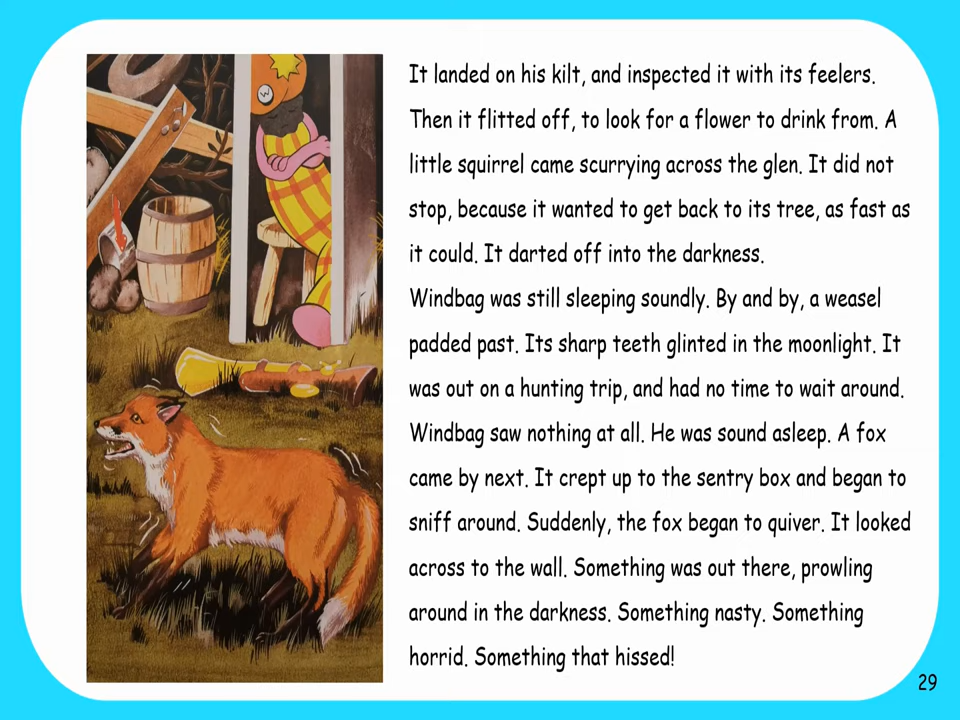 It landed on his kilt, and inspected it with its feelers.
Then it flitted off, to look for a flower to drink from. A
little squirrel came scurrying across the glen. It did not
stop, because it wanted to get back to its tree, as fast as
it could. It darted off into the darkness.
Windbag was still sleeping soundly. By and by, a weasel
padded past. Its sharp teeth glinted in the moonlight. It
was out on a hunting trip, and had no time to wait around.
Windbag saw nothing at all. He was sound asleep. A fox
came by next. It crept up to the sentry box and began to
sniff around. Suddenly, the fox began to quiver. It looked
across to the wall. Something was out there, prowling
around in the darkness. Something nasty. Something
horrid. Something that hissed!
29